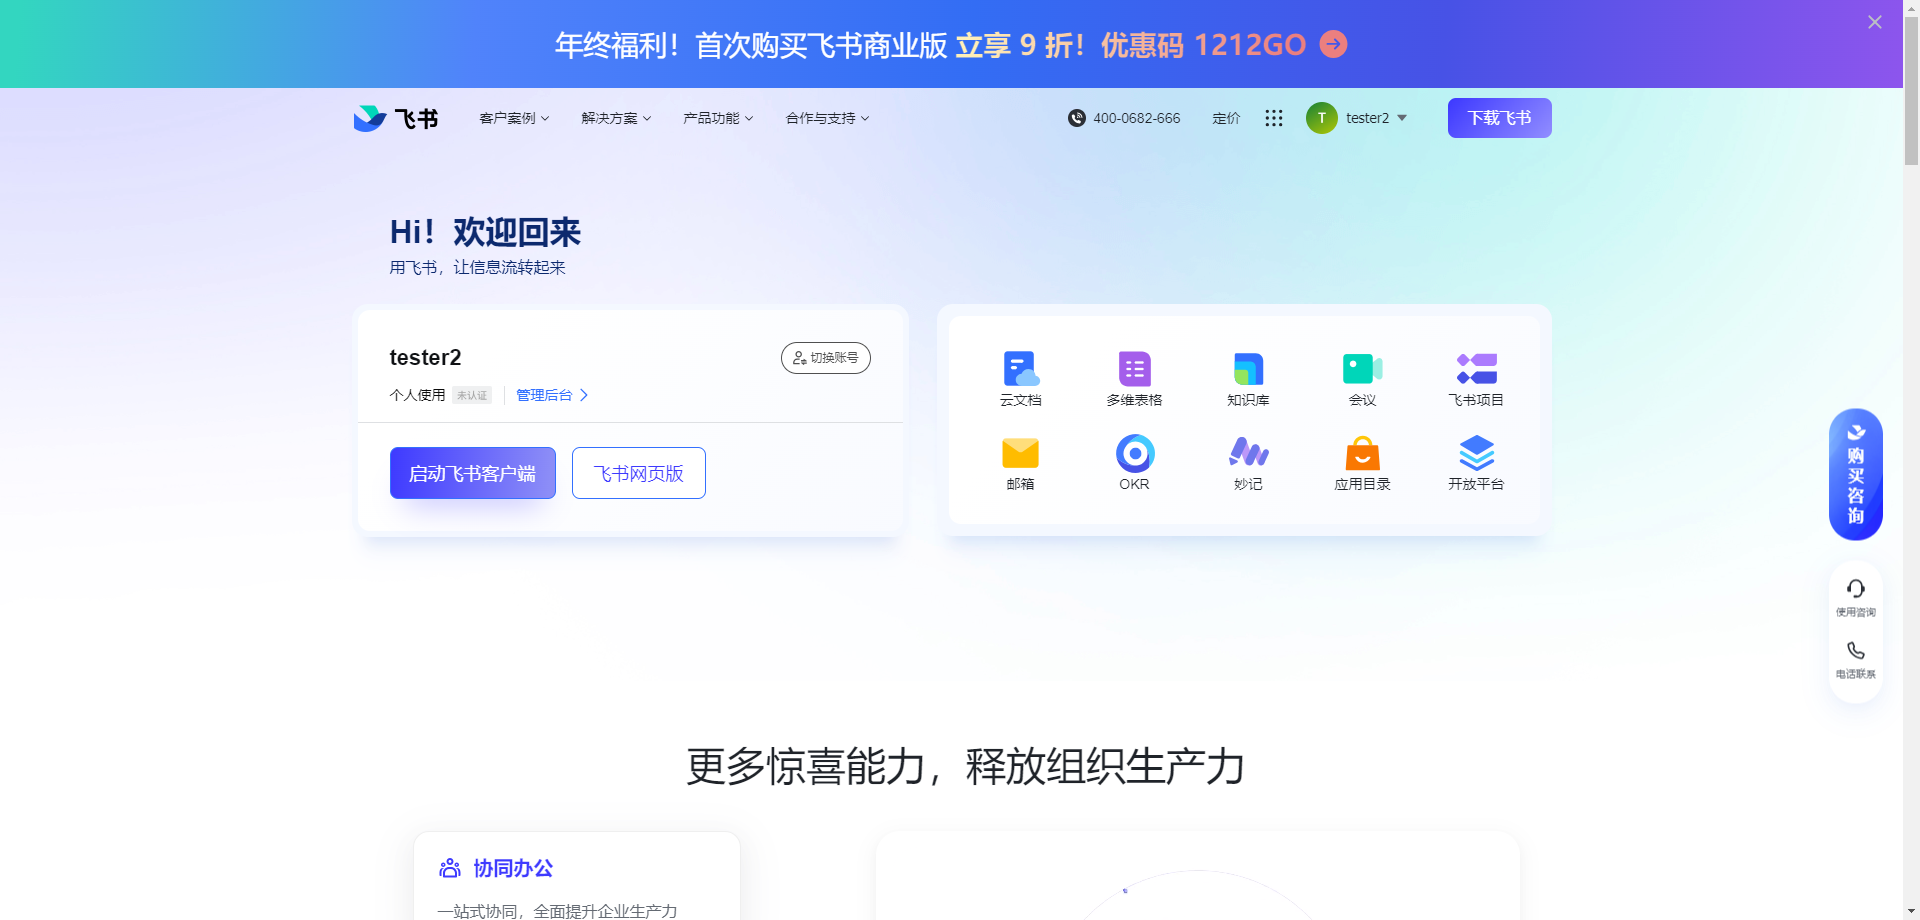 年终福利！首次购买飞书商业版 立享 9 折！优惠码 1212GO
飞书 客户案例 解决方案 产品功能 合作与支持 400-0682-666 定价 T tester2 下载飞书
Hi！欢迎回来
用飞书，让信息流转起来
tester2 切换账号
个人使用 未认证 管理后台
启动飞书客户端 飞书网页版
云文档 多维表格 知识库 会议 飞书项目
邮箱 OKR 妙记 应用目录 开放平台
购买咨询
使用咨询
电话联系
更多惊喜能力，释放组织生产力
协同办公
一站式协同，全面提升企业生产力